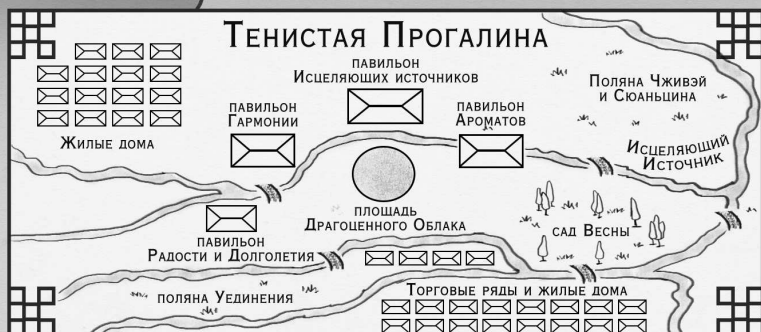 Тенистая Прогалина
павильон
Исцеляющих источников
Поляна Чживэй
и Сюаньцина
павильон
Гармонии
павильон
Ароматов
Жилые дома
Исцеляющий
Источник
площадь
Драгоценного Облака
сад Весны
павильон
Радости и Долголетия
поляна Уединения
Торговые ряды и жилые дома